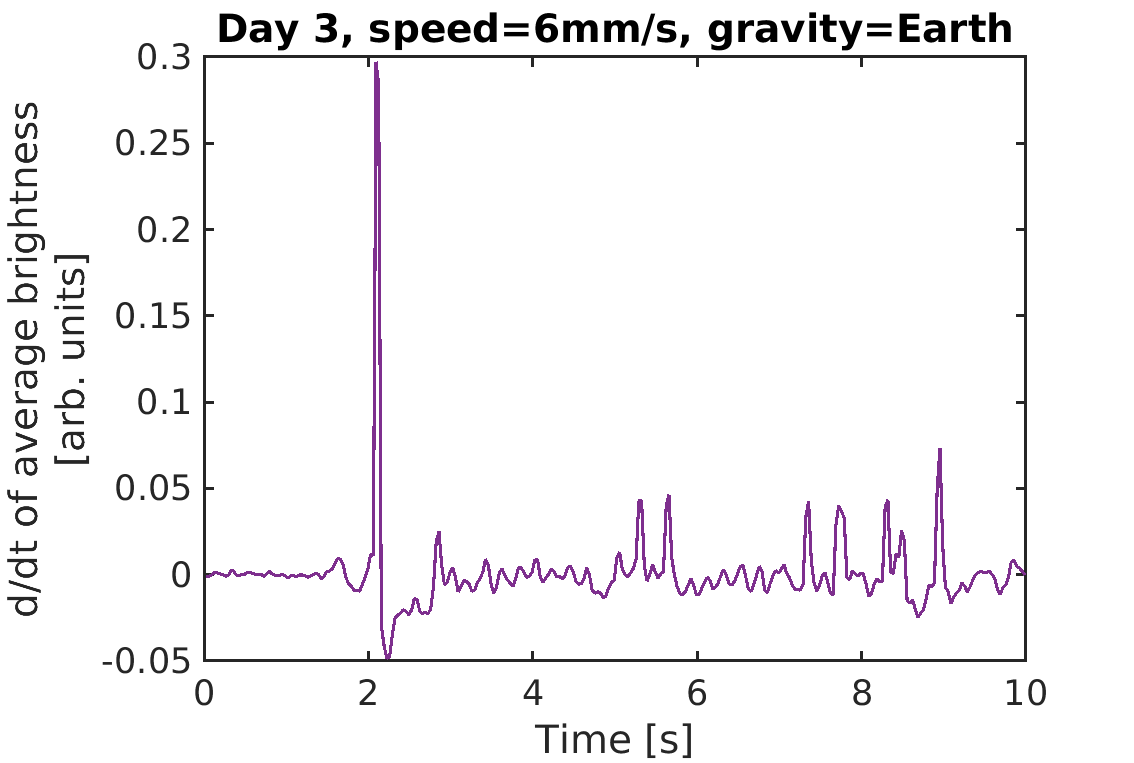 Day 3, speed=6mm/s, gravity=Earth
d/dt of average brightness
[arb. units]
0.3
0.25
0.2
0.15
0.1
0.05
0
-0.05
0 2 4 6 8 10
Time [s]